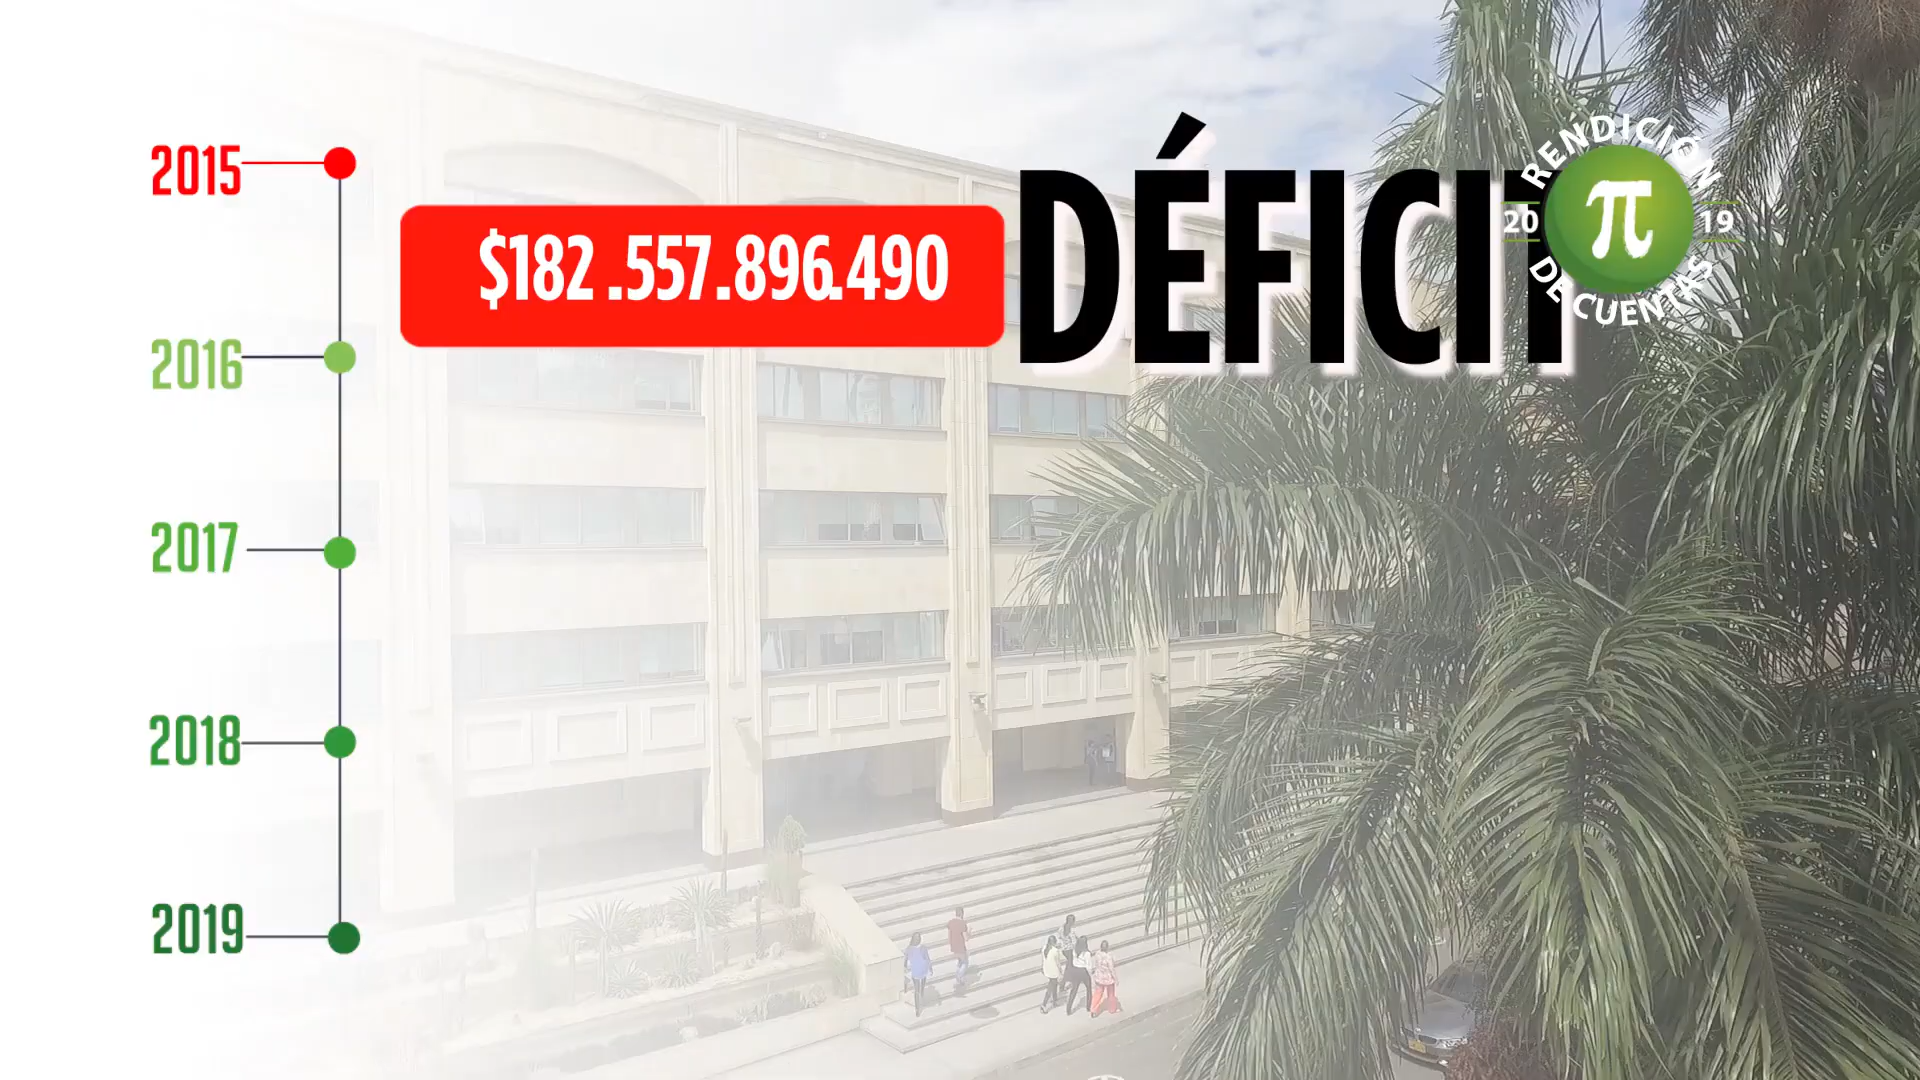 2015
$182.557.896.490
DÉFICIT
RENDICIÓN
20 π 19
DE CUENTAS
2016
2017
2018
2019